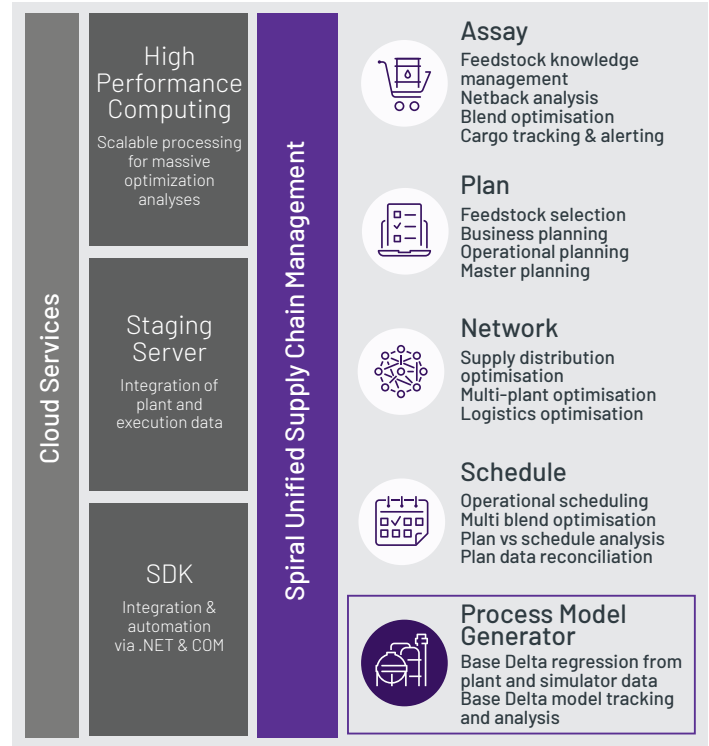 Cloud Services
High
Performance
Computing
Scalable processing
for massive
optimization
analyses
Staging
Server
Integration of
plant and
execution data
SDK
Integration &
automation
via .NET & COM
Spiral Unified Supply Chain Management
Assay
Feedstock knowledge
management
Netback analysis
Blend optimisation
Cargo tracking & alerting
Plan
Feedstock selection
Business planning
Operational planning
Master planning
Network
Supply distribution
optimisation
Multi-plant optimisation
Logistics optimisation
Schedule
Operational scheduling
Multi blend optimisation
Plan vs schedule analysis
Plan data reconciliation
Process Model
Generator
Base Delta regression from
plant and simulator data
Base Delta model tracking
and analysis